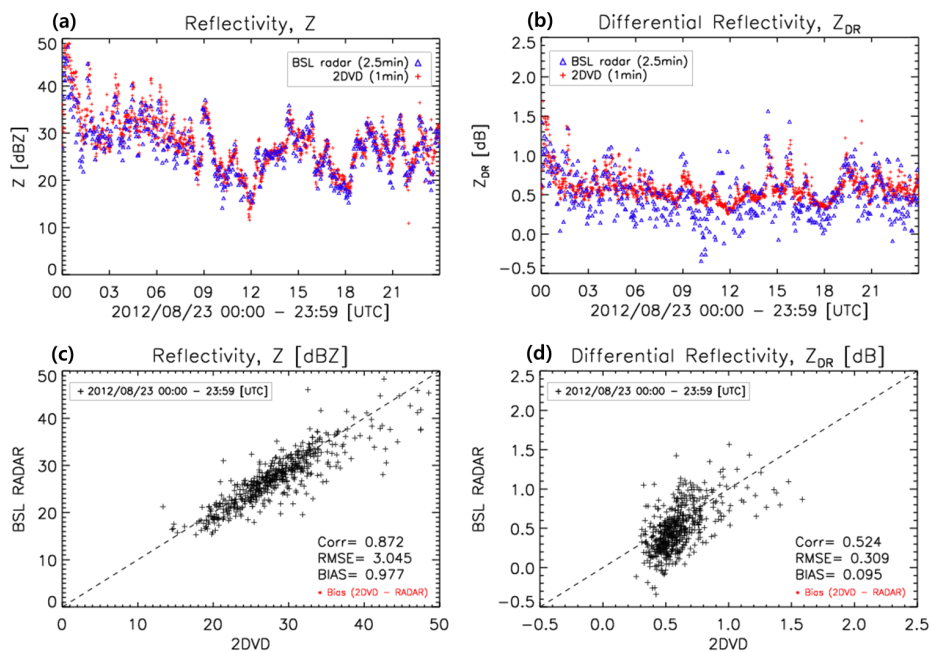 (a)
Reflectivity, Z
50
40
30
20
10
0
Z [dBZ]
BSL radar (2.5min)
2DVD (1min)
00 03 06 09 12 15 18 21
2012/08/23 00:00 – 23:59 [UTC]
(b)
Differential Reflectivity, ZDR
2.5
2.0
1.5
1.0
0.5
0.0
−0.5
ZDR [dB]
BSL radar (2.5min)
2DVD (1min)
00 03 06 09 12 15 18 21
2012/08/23 00:00 – 23:59 [UTC]
(c)
Reflectivity, Z [dBZ]
50
40
30
20
10
0
BSL RADAR
2012/08/23 00:00 – 23:59 [UTC]
Corr= 0.872
RMSE= 3.045
BIAS= 0.977
Bias (2DVD – RADAR)
0 10 20 30 40 50
2DVD
(d)
Differential Reflectivity, ZDR [dB]
2.5
2.0
1.5
1.0
0.5
0.0
−0.5
BSL RADAR
2012/08/23 00:00 – 23:59 [UTC]
Corr= 0.524
RMSE= 0.309
BIAS= 0.095
Bias (2DVD – RADAR)
−0.5 0.0 0.5 1.0 1.5 2.0 2.5
2DVD